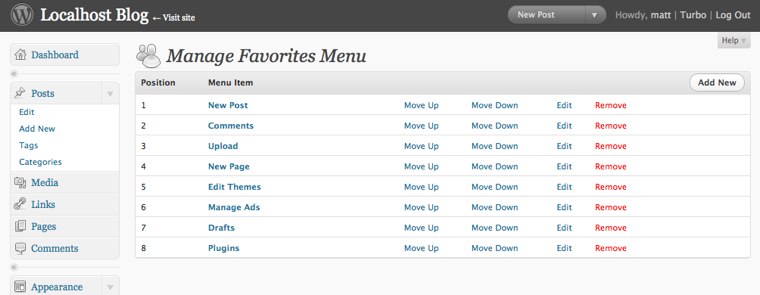 Localhost Blog ← Visit site New Post Howdy, matt | Turbo | Log Out
Help
Dashboard
Posts
Edit
Add New
Tags
Categories
Media
Links
Pages
Comments
Appearance
Manage Favorites Menu
Position Menu Item Add New
1 New Post Move Up Move Down Edit Remove
2 Comments Move Up Move Down Edit Remove
3 Upload Move Up Move Down Edit Remove
4 New Page Move Up Move Down Edit Remove
5 Edit Themes Move Up Move Down Edit Remove
6 Manage Ads Move Up Move Down Edit Remove
7 Drafts Move Up Move Down Edit Remove
8 Plugins Move Up Move Down Edit Remove